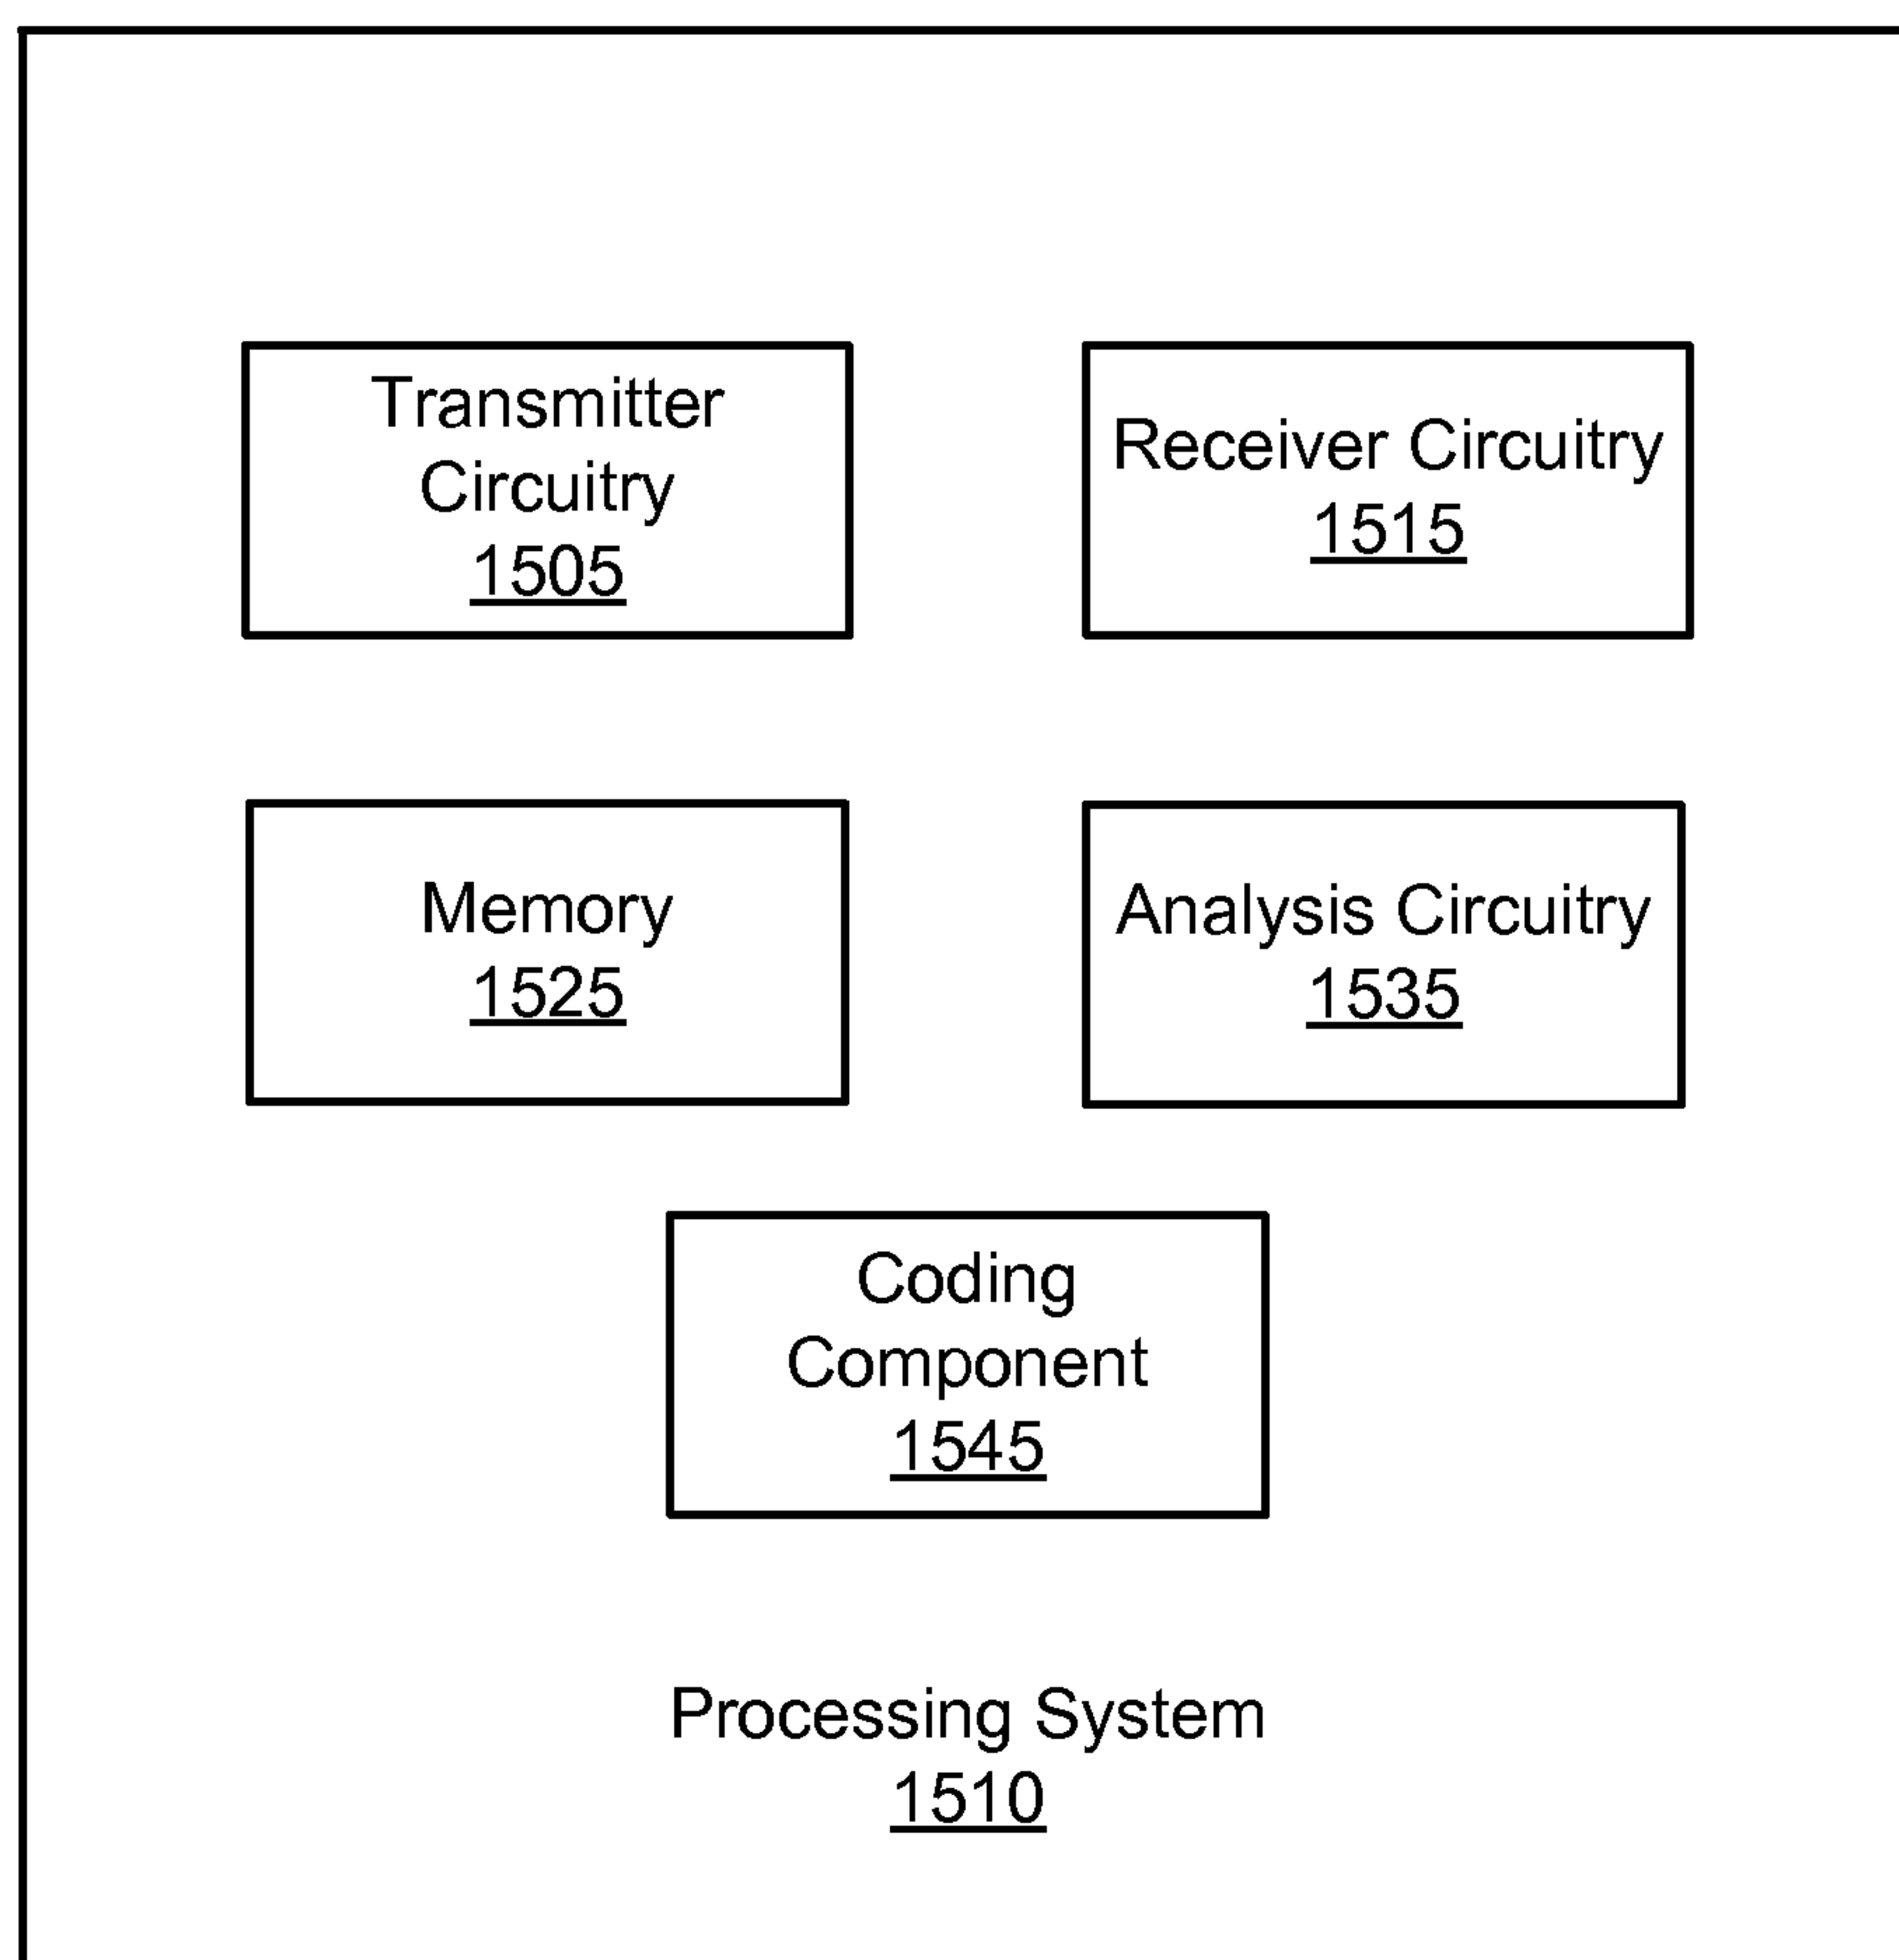 Transmitter
Circuitry
1505
Receiver Circuitry
1515
Memory
1525
Analysis Circuitry
1535
Coding
Component
1545
Processing System
1510